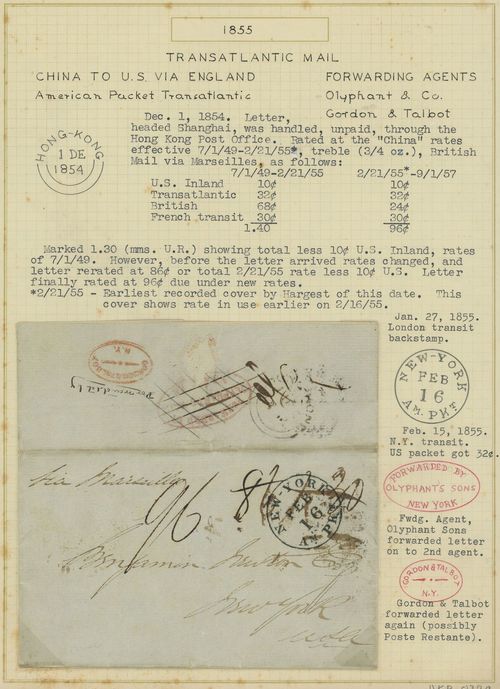 1855
TRANSATLANTIC MAIL
CHINA TO U.S. VIA ENGLAND
FORWARDING AGENTS
American Packet Transatlantic
Olyphant & Co.
Gordon & Talbot
HONG-KONG
1 DE
1854
Dec. 1, 1854. Letter,
headed Shanghai, was handled, unpaid, through the
Hong Kong Post Office. Rated at the "China" rates
effective 7/1/49-2/21/55*, treble (3/4 oz.), British
Mail via Marseilles, as follows:
7/1/49-2/21/55 2/21/55*-9/1/57
U.S. Inland 10¢ 10¢
Transatlantic 32¢ 32¢
British 68¢ 24¢
French transit 30¢ 30¢
1.40 96¢
Marked 1.30 (mms. U.R.) showing total less 10¢ U.S. Inland, rates
of 7/1/49. However, before the letter arrived rates changed, and
letter rerated at 86¢ or total 2/21/55 rate less 10¢ U.S. Letter
finally rated at 96¢ due under new rates.
*2/21/55 - Earliest recorded cover by Hargest of this date. This
cover shows rate in use earlier on 2/16/55.
Jan. 27, 1855.
London transit
backstamp.
NEW-YORK
FEB
16
AM. PKT
Feb. 15, 1855.
N.Y. transit.
US packet got 32¢.
FORWARDED BY
OLYPHANTS SONS
NEW YORK
Fwdg. Agent,
Olyphant Sons
forwarded letter
on to 2nd agent.
GORDON & TALBOT
N.Y.
Gordon & Talbot
forwarded letter
again (possibly
Poste Restante).
GORDON & TALBOT
N.Y.
Forwarded by
via Marseilles
96
NEW-YORK
FEB
16
AM. PKT
Benjamin
New York